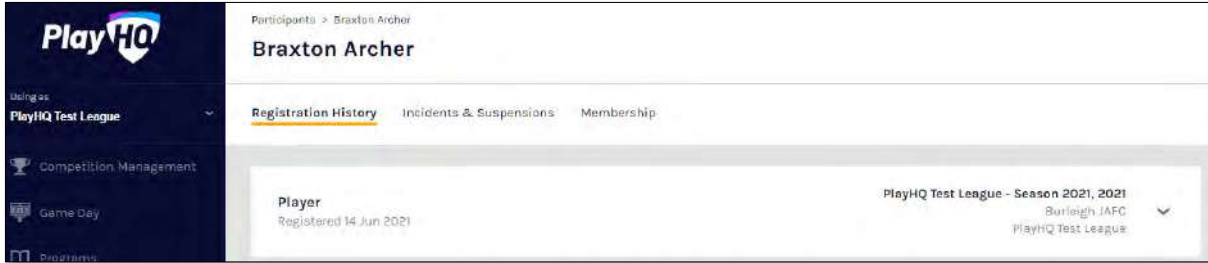 PlayHQ
Participants > Braxton Archer
Braxton Archer
Using as
PlayHQ Test League
Registration History Incidents & Suspensions Membership
Competition Management
Game Day
Programs
Player
Registered 14 Jun 2021
PlayHQ Test League - Season 2021, 2021
Burleigh JAFC
PlayHQ Test League